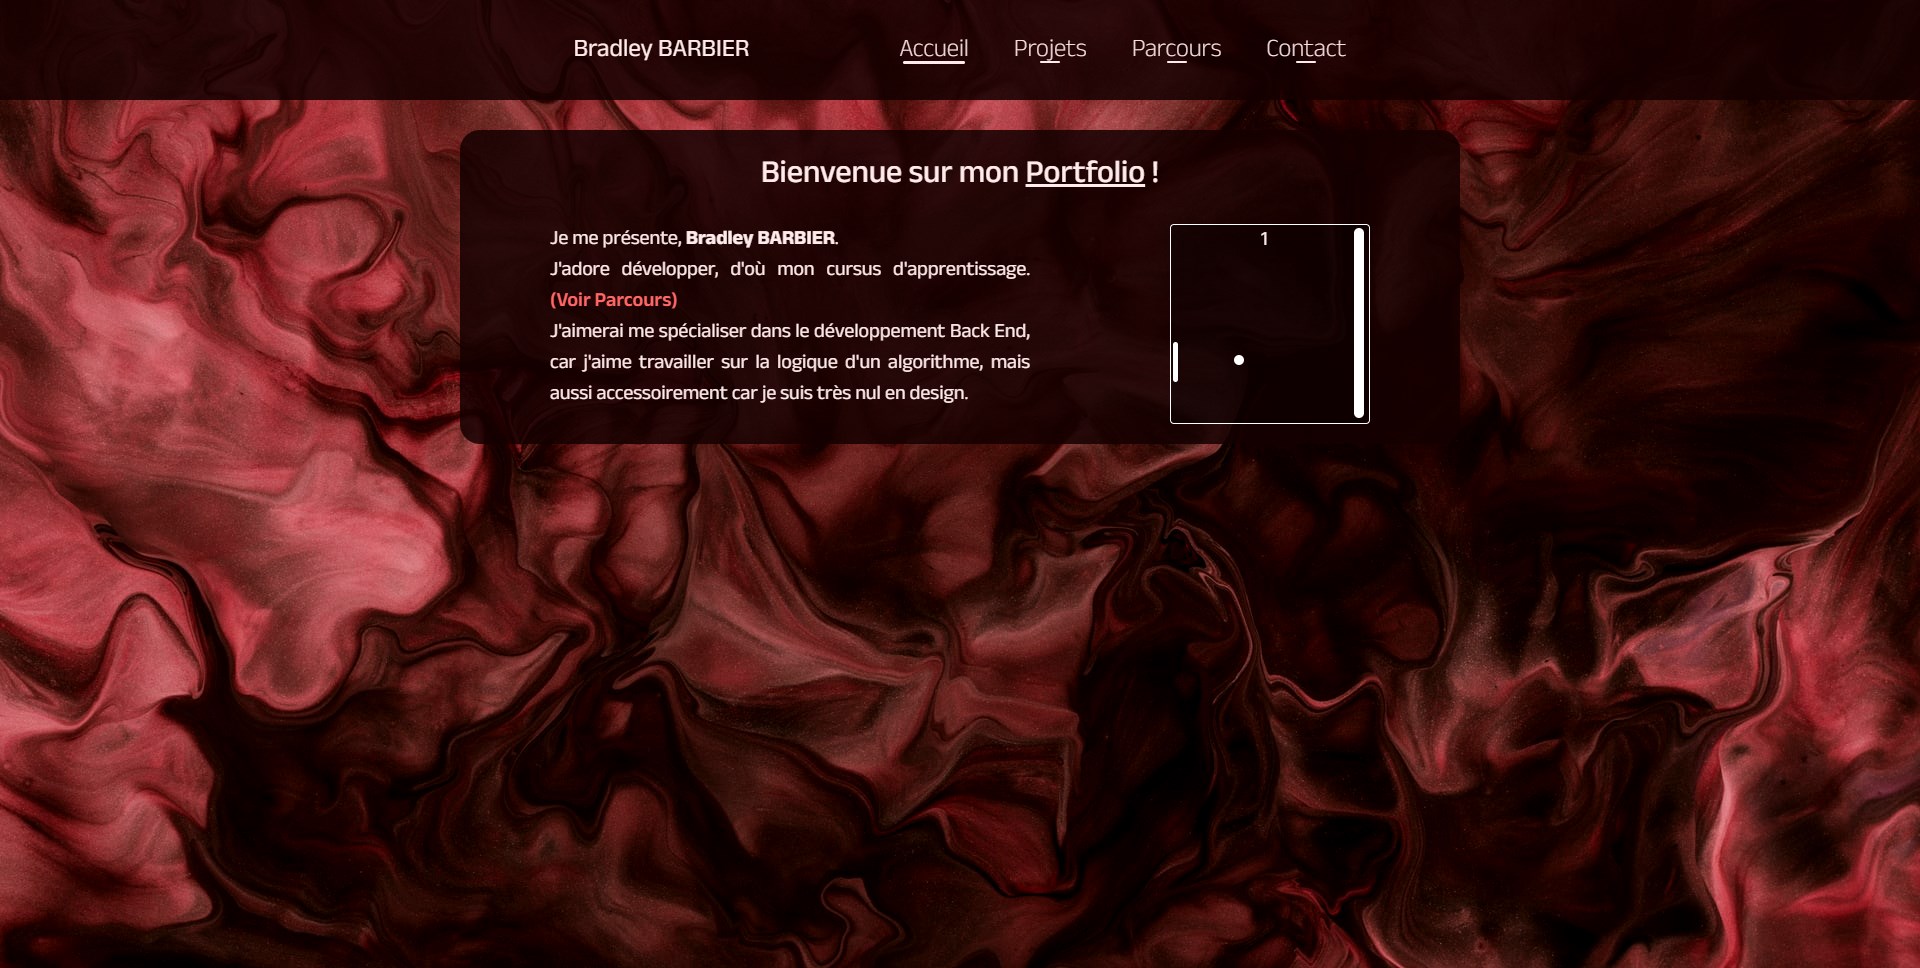 Bradley BARBIER
Accueil
Projets
Parcours
Contact
Bienvenue sur mon Portfolio !
Je me présente, Bradley BARBIER.
J'adore développer, d'où mon cursus d'apprentissage.
(Voir Parcours)
J'aimerai me spécialiser dans le développement Back End,
car j'aime travailler sur la logique d'un algorithme, mais
aussi accessoirement car je suis très nul en design.
1